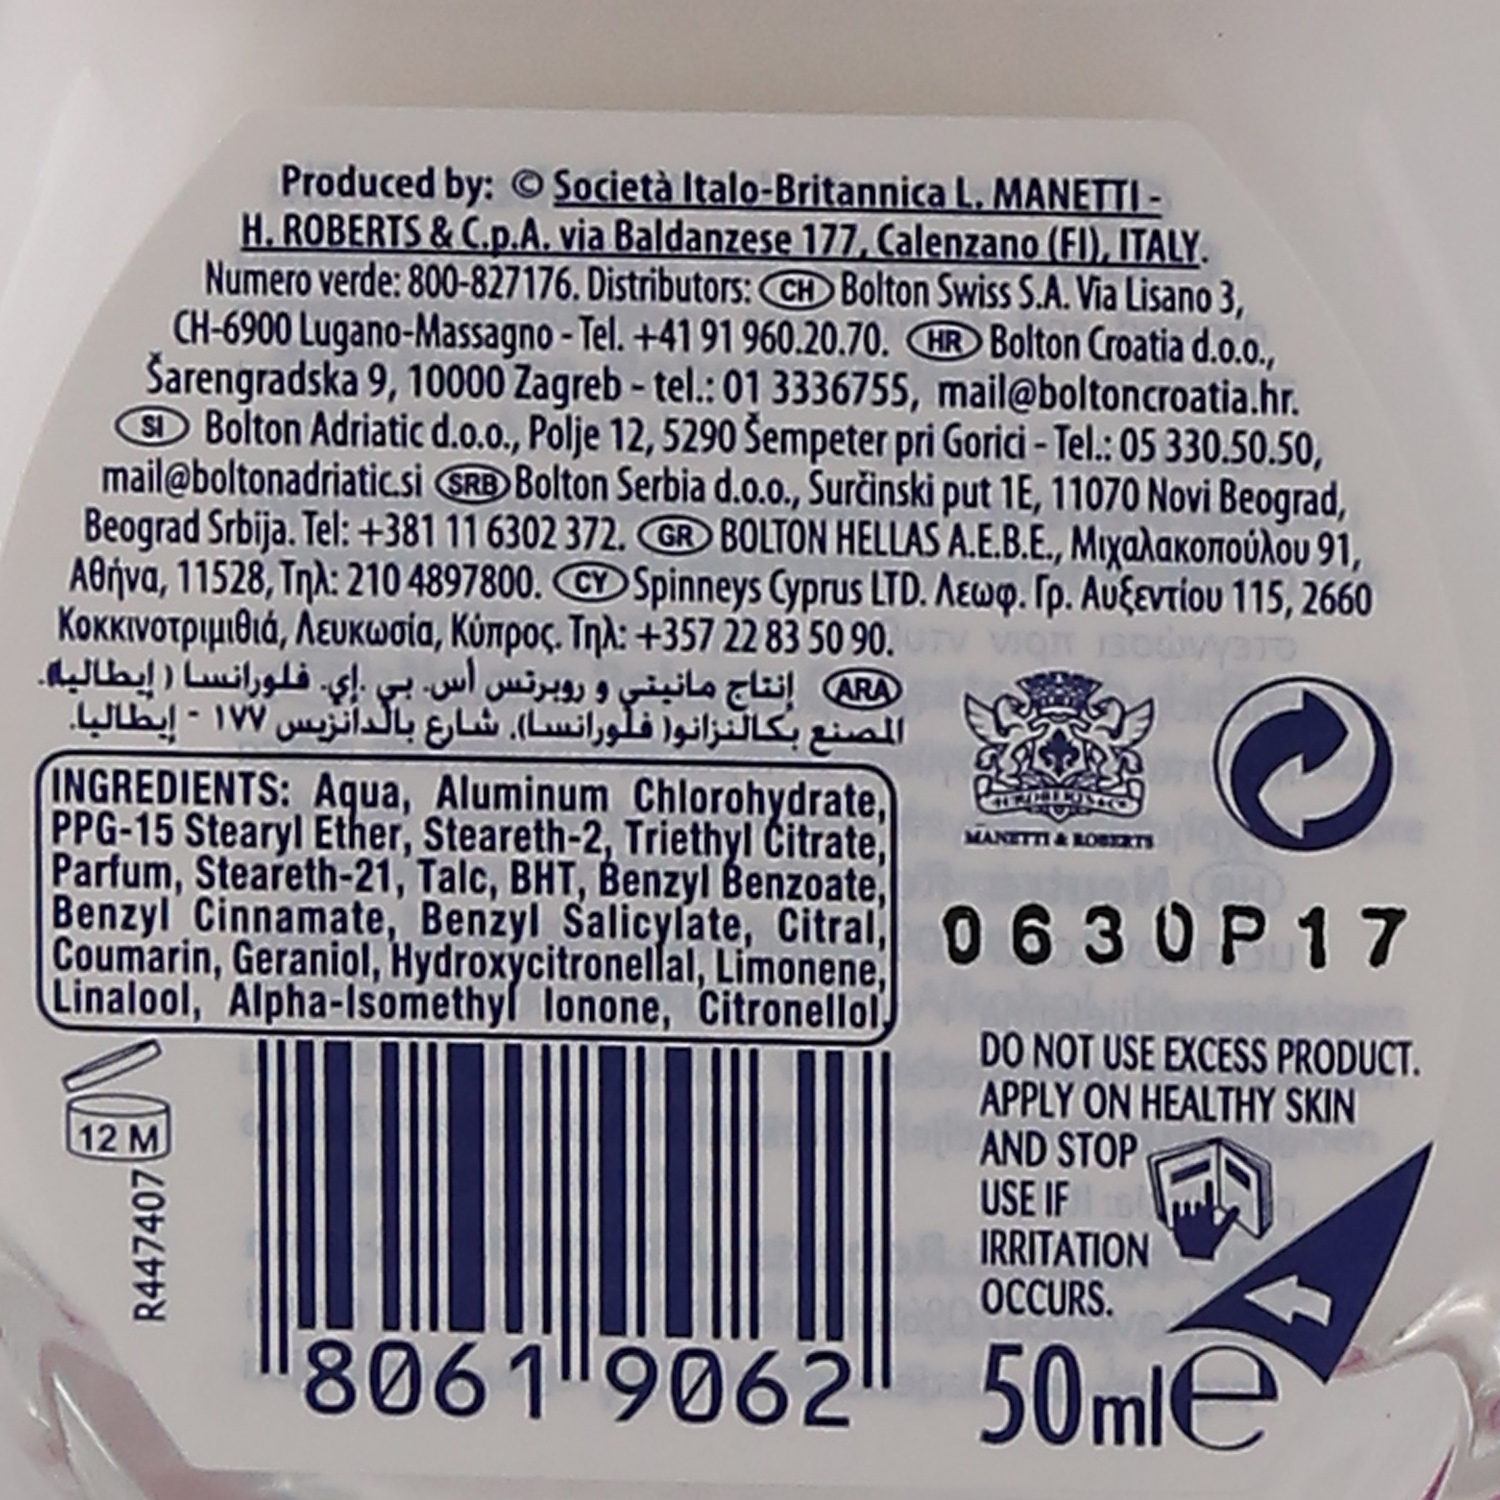 Produced by: © Società Italo-Britannica L. MANETTI -
H. ROBERTS & C.p.A. via Baldanzese 177, Calenzano (FI), ITALY.
Numero verde: 800-827176. Distributors: CH Bolton Swiss S.A. Via Lisano 3,
CH-6900 Lugano-Massagno - Tel. +41 91 960.20.70. HR Bolton Croatia d.o.o.,
Šarengradska 9, 10000 Zagreb - tel.: 01 3336755, mail@boltoncroatia.hr.
SI Bolton Adriatic d.o.o., Polje 12, 5290 Šempeter pri Gorici - Tel.: 05 330.50.50,
mail@boltonadriatic.si SRB Bolton Serbia d.o.o., Surčinski put 1E, 11070 Novi Beograd,
Beograd Srbija. Tel: +381 11 6302 372. GR BOLTON HELLAS A.E.B.E., Μιχαλακοπούλου 91,
Αθήνα, 11528, Τηλ: 210 4897800. CY Spinneys Cyprus LTD. Λεωφ. Γρ. Αυξεντίου 115, 2660
Κοκκινοτριμιθιά, Λευκωσία, Κύπρος. Τηλ: +357 22 83 50 90.
ARA إنتاج مانيتي و روبرتس أس. بي .إي. فلورانسا ( إيطاليا).
المصنع بكالنزانو( فلورانسا). شارع بالدانزيس ١٧٧ - إيطاليا.
INGREDIENTS: Aqua, Aluminum Chlorohydrate,
PPG-15 Stearyl Ether, Steareth-2, Triethyl Citrate,
Parfum, Steareth-21, Talc, BHT, Benzyl Benzoate,
Benzyl Cinnamate, Benzyl Salicylate, Citral,
Coumarin, Geraniol, Hydroxycitronellal, Limonene,
Linalool, Alpha-Isomethyl Ionone, Citronellol.
H. ROBERTS & Co
MANETTI & ROBERTS
0630P17
12 M
R447407
8061 9062
DO NOT USE EXCESS PRODUCT.
APPLY ON HEALTHY SKIN
AND STOP
USE IF
IRRITATION
OCCURS.
50 ml e